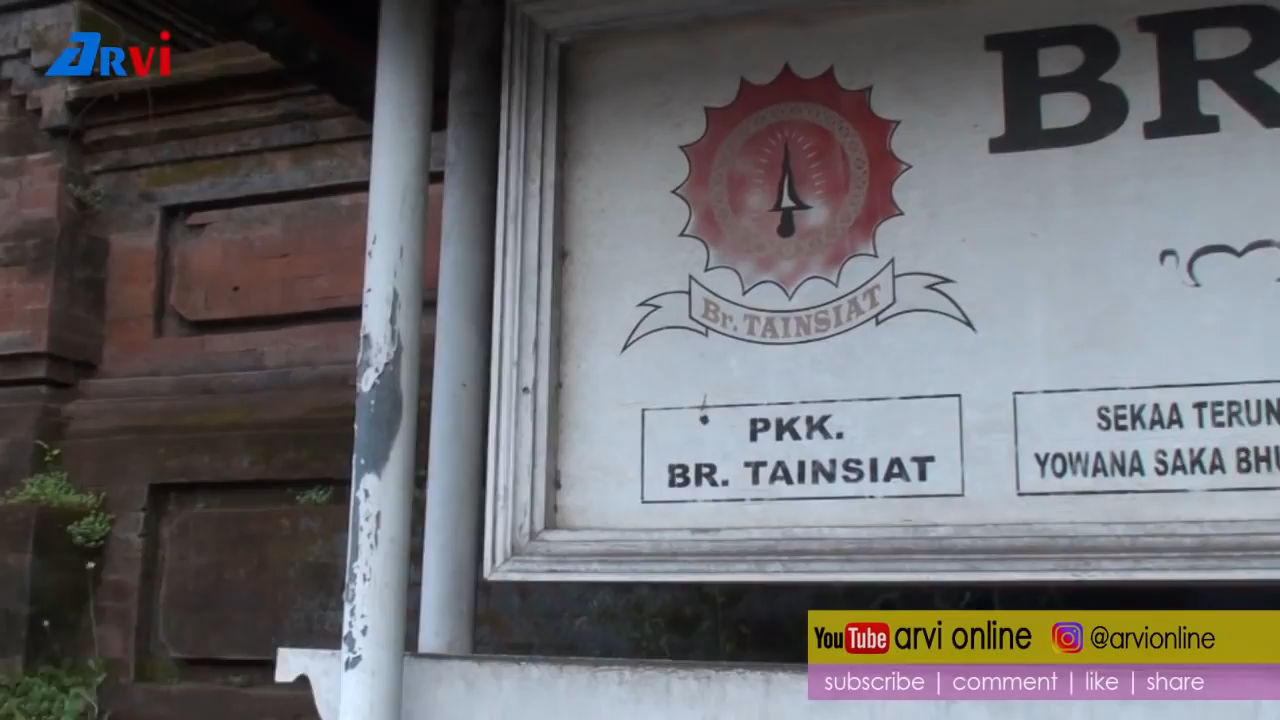 ARvi
BR
Br. TAINSIAT
PKK.
BR. TAINSIAT
SEKAA TERUN
YOWANA SAKA BHU
YouTube arvi online @arvionline
subscribe | comment | like | share